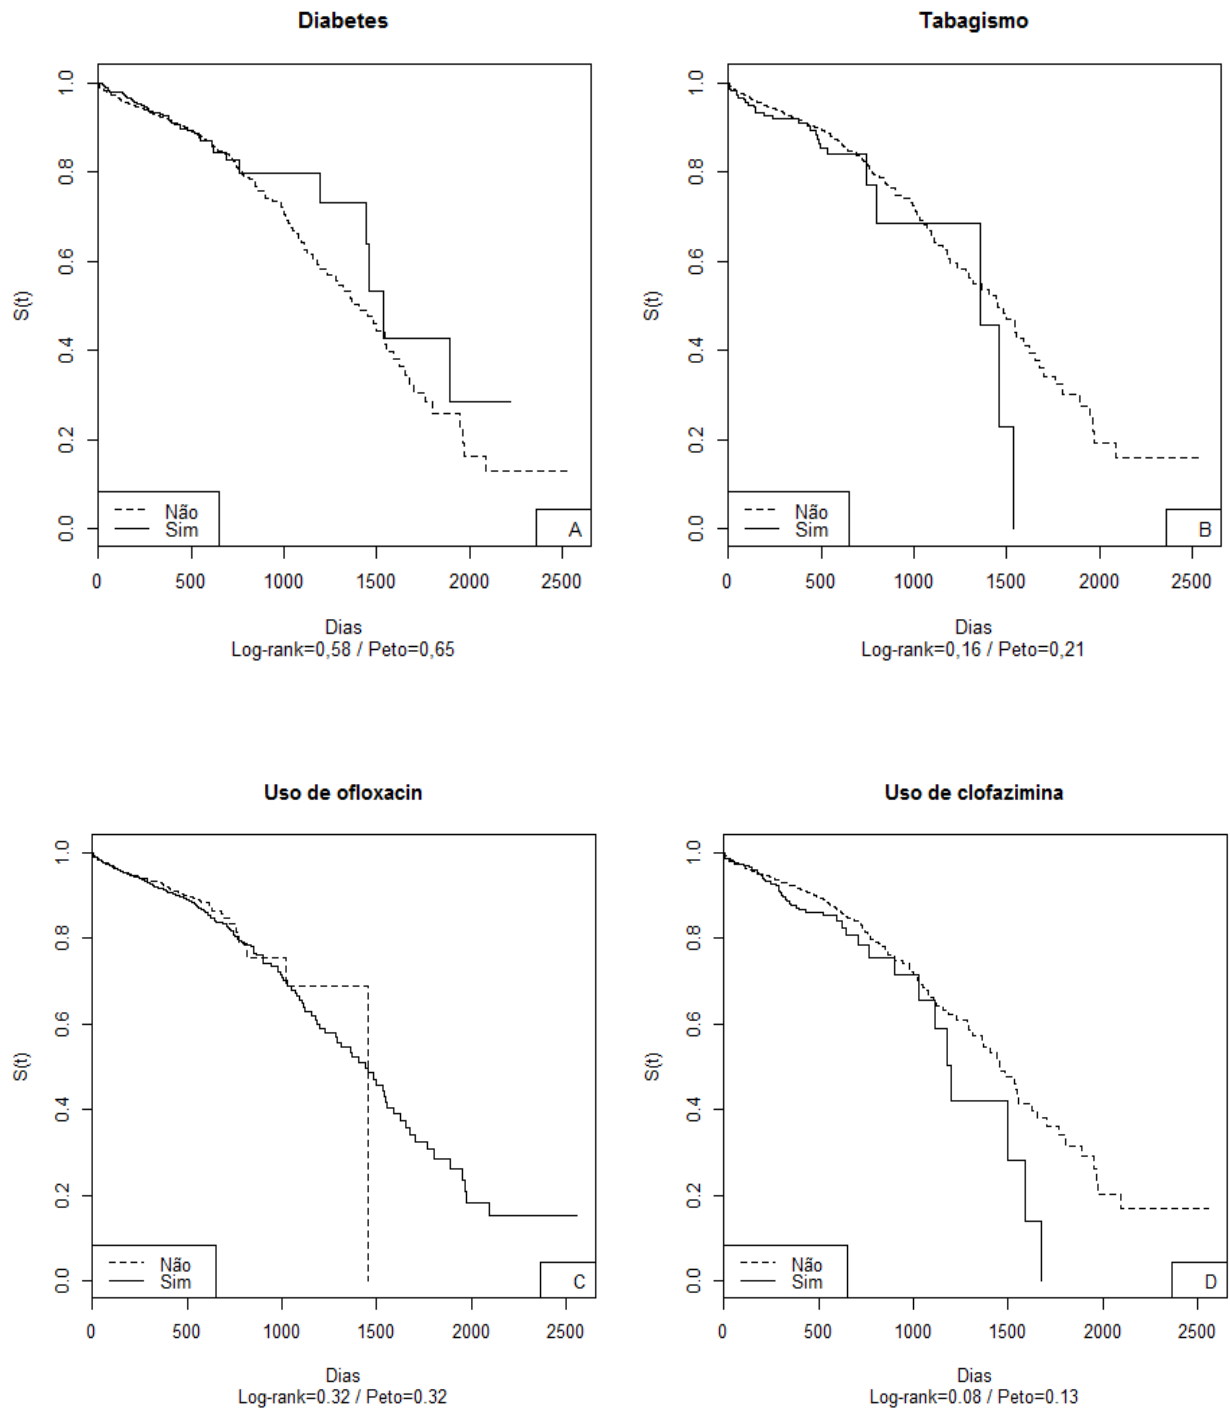 Diabetes
S(t)
1.0
0.8
0.6
0.4
0.2
0.0
Não
Sim
A
0 500 1000 1500 2000 2500
Dias
Log-rank=0,58 / Peto=0,65
Tabagismo
S(t)
1.0
0.8
0.6
0.4
0.2
0.0
Não
Sim
B
0 500 1000 1500 2000 2500
Dias
Log-rank=0,16 / Peto=0,21
Uso de ofloxacin
S(t)
1.0
0.8
0.6
0.4
0.2
0.0
Não
Sim
C
0 500 1000 1500 2000 2500
Dias
Log-rank=0.32 / Peto=0.32
Uso de clofazimina
S(t)
1.0
0.8
0.6
0.4
0.2
0.0
Não
Sim
D
0 500 1000 1500 2000 2500
Dias
Log-rank=0.08 / Peto=0.13